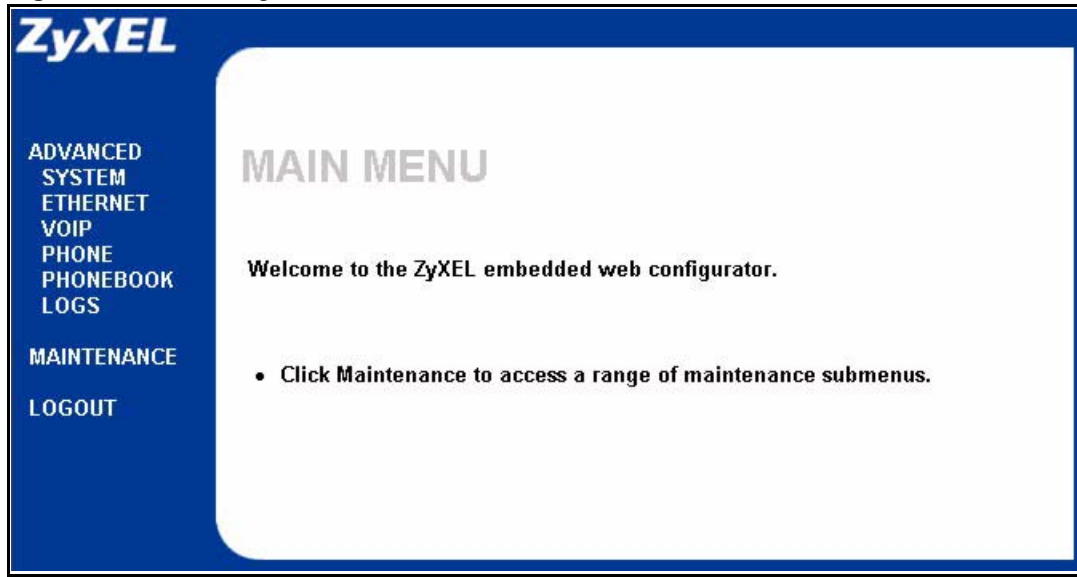 ZyXEL
ADVANCED
SYSTEM
ETHERNET
VOIP
PHONE
PHONEBOOK
LOGS
MAINTENANCE
LOGOUT
MAIN MENU
Welcome to the ZyXEL embedded web configurator.
• Click Maintenance to access a range of maintenance submenus.